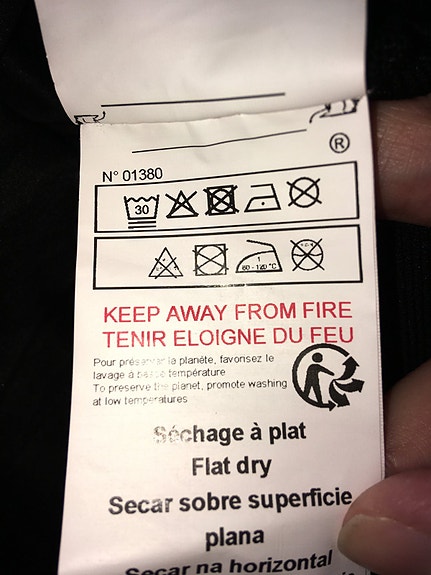 ®
N° 01380
30
1
60 - 120 °C
KEEP AWAY FROM FIRE
TENIR ELOIGNE DU FEU
Pour préserver la planéte, favorisez le
lavage à basse température
To preserve the planet, promote washing
at low temperatures
Séchage à plat
Flat dry
Secar sobre superficie
plana
Secar na horizontal